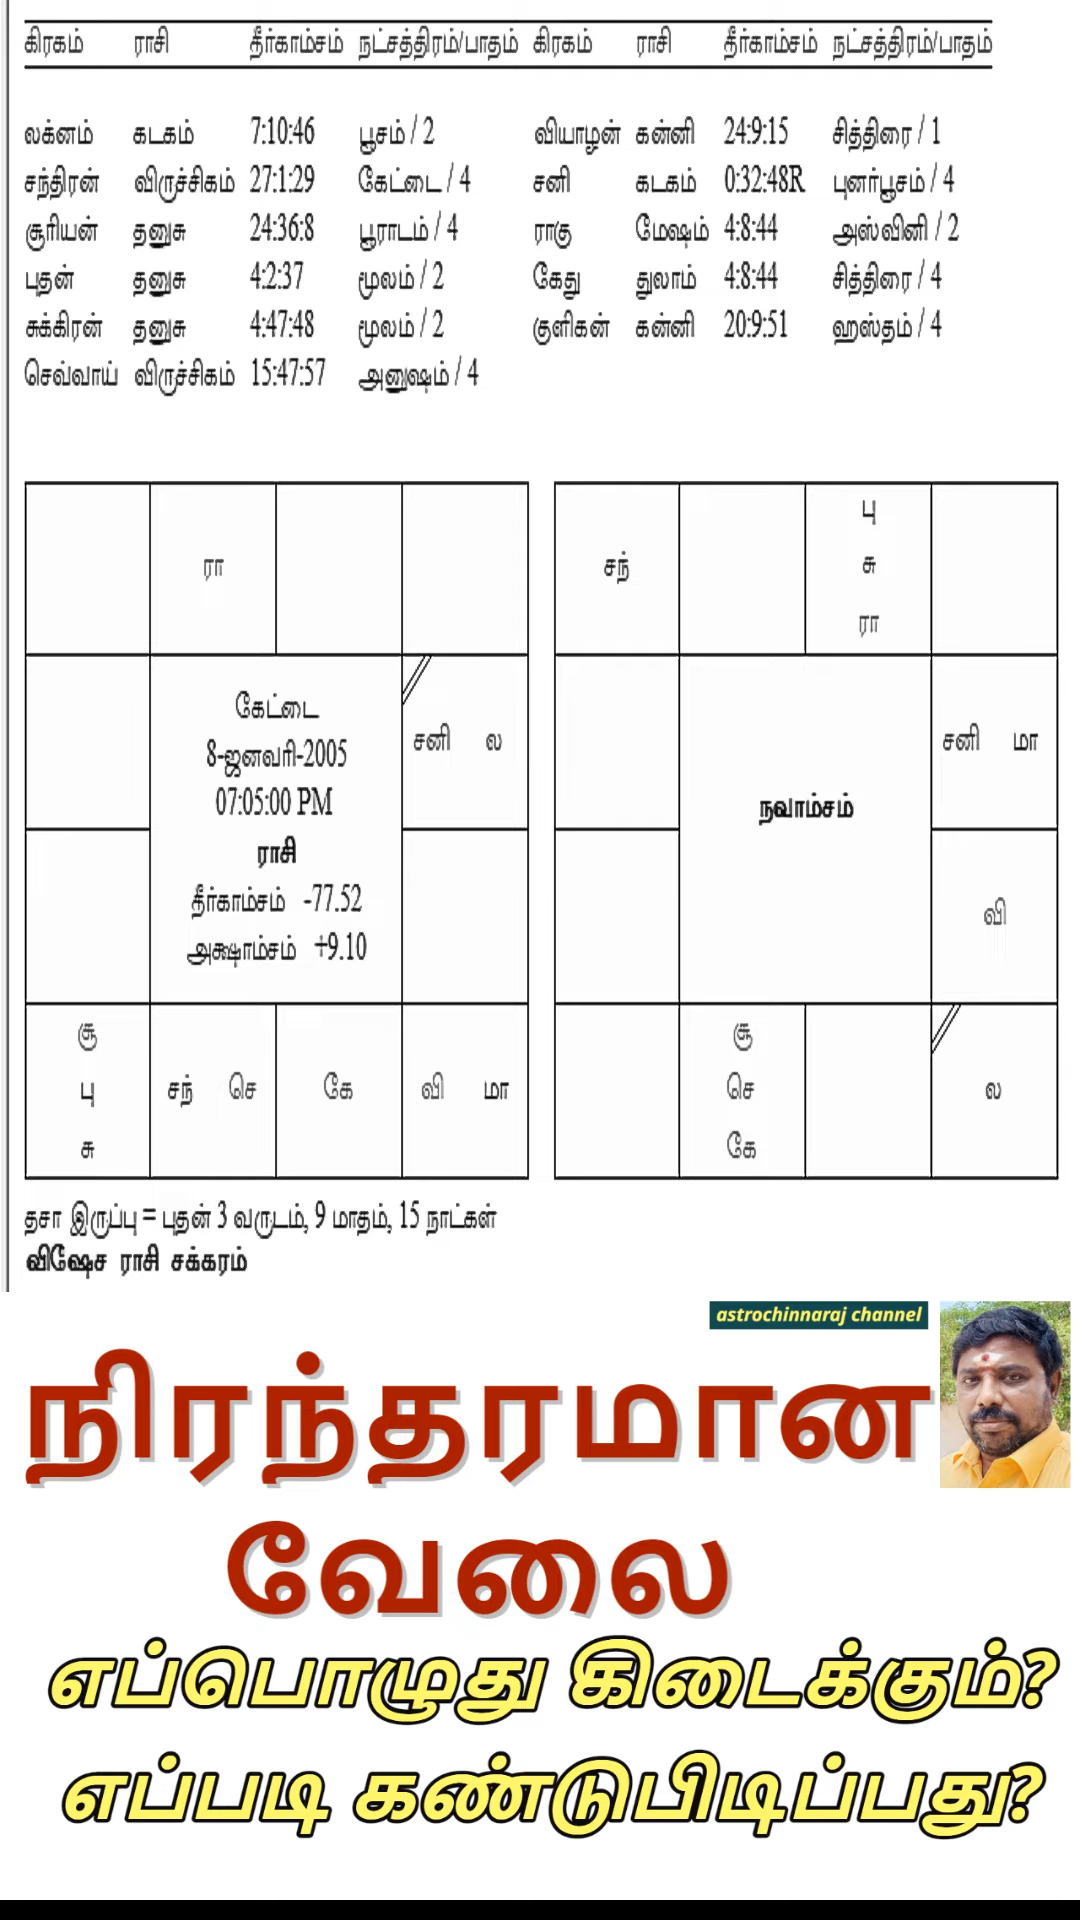 கிரகம் ராசி தீர்காம்சம் நட்சத்திரம்/பாதம் கிரகம் ராசி தீர்காம்சம் நட்சத்திரம்/பாதம்
லக்னம் கடகம் 7:10:46 பூசம் / 2 வியாழன் கன்னி 24:9:15 சித்திரை / 1
சந்திரன் விருச்சிகம் 27:1:29 கேட்டை / 4 சனி கடகம் 0:32:48R புனர்பூசம் / 4
சூரியன் தனுசு 24:36:8 பூராடம் / 4 ராகு மேஷம் 4:8:44 அஸ்வினி / 2
புதன் தனுசு 4:2:37 மூலம் / 2 கேது துலாம் 4:8:44 சித்திரை / 4
சுக்கிரன் தனுசு 4:47:48 மூலம் / 2 குளிகன் கன்னி 20:9:51 ஹஸ்தம் / 4
செவ்வாய் விருச்சிகம் 15:47:57 அனுஷம் / 4
ரா
சனி ல
கேட்டை
8-ஜனவரி-2005
07:05:00 PM
ராசி
தீர்காம்சம் -77.52
அக்ஷாம்சம் +9.10
சூ
பு
சு
சந் செ
கே
வி மா
சந்
பு
சு
ரா
சனி மா
நவாம்சம்
வி
சூ
செ
கே
ல
தசா இருப்பு = புதன் 3 வருடம், 9 மாதம், 15 நாட்கள்
விஷேச ராசி சக்கரம்
astrochinnaraj channel
நிரந்தரமான
வேலை
எப்பொழுது கிடைக்கும்?
எப்படி கண்டுபிடிப்பது?